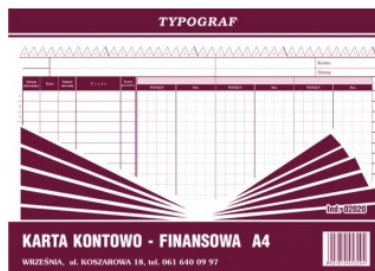 TYPOGRAF
Konto:
Strona:
WINIEN MA WINIEN MA WINIEN MA
Ind.: 02020
KARTA KONTOWO - FINANSOWA A4
WRZEŚNIA, ul. KOSZAROWA 18, tel. 061 640 09 97